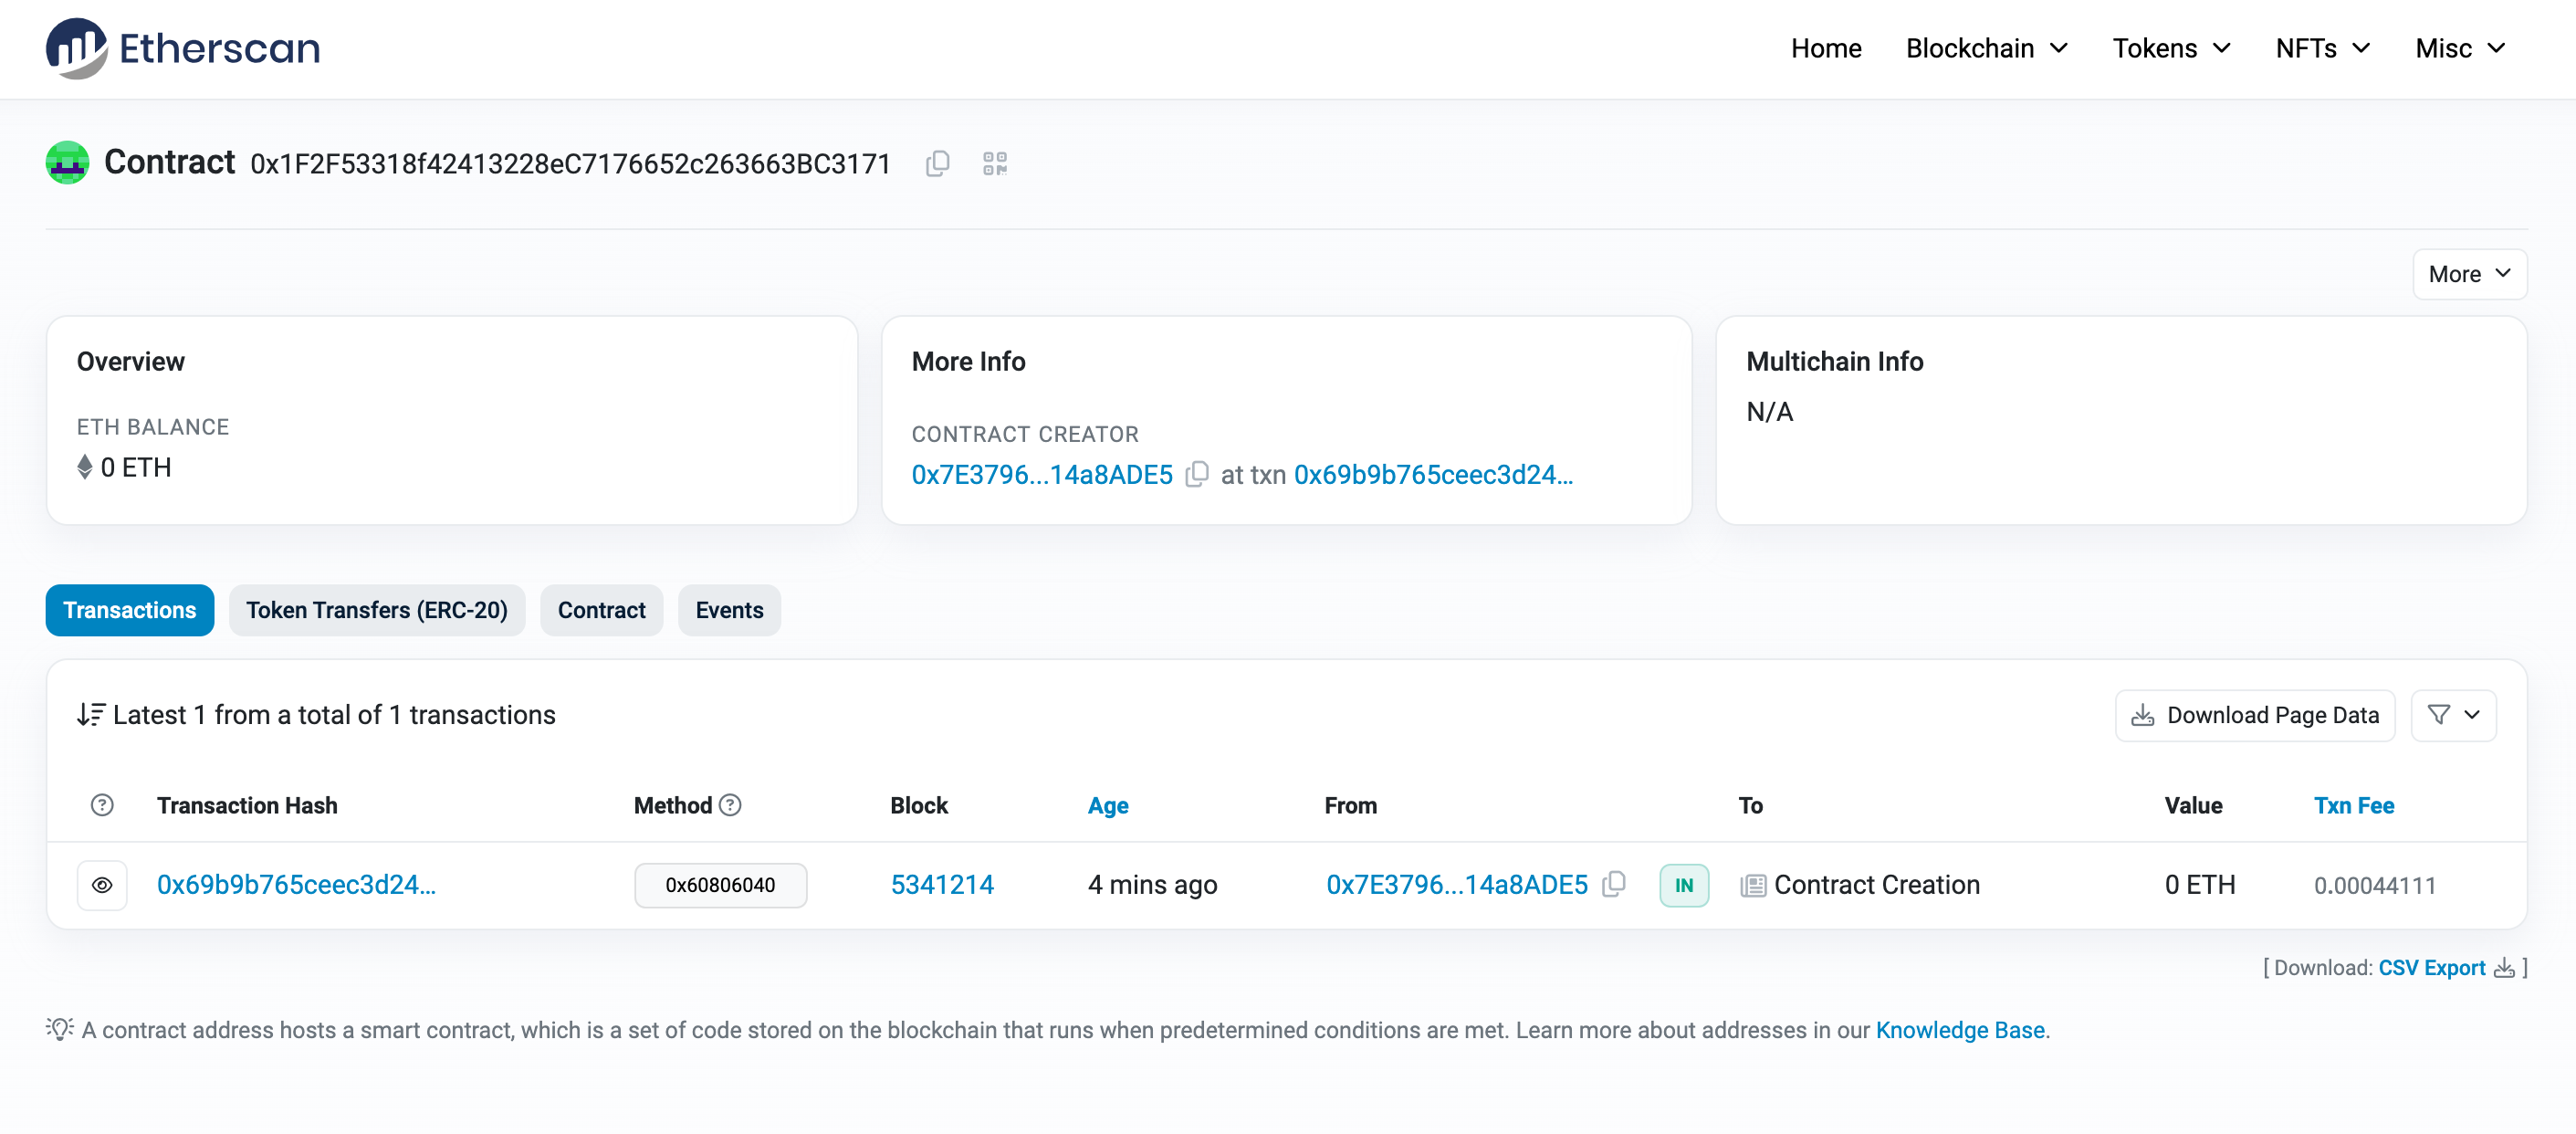 Etherscan
Home Blockchain Tokens NFTs Misc
Contract 0x1F2F53318f42413228eC7176652c263663BC3171
More
Overview
ETH BALANCE
0 ETH
More Info
CONTRACT CREATOR
0x7E3796...14a8ADE5 at txn 0x69b9b765ceec3d24...
Multichain Info
N/A
Transactions Token Transfers (ERC-20) Contract Events
Latest 1 from a total of 1 transactions
Download Page Data
Transaction Hash Method Block Age From To Value Txn Fee
0x69b9b765ceec3d24... 0x60806040 5341214 4 mins ago 0x7E3796...14a8ADE5 IN Contract Creation 0 ETH 0.00044111
[ Download: CSV Export ]
A contract address hosts a smart contract, which is a set of code stored on the blockchain that runs when predetermined conditions are met. Learn more about addresses in our Knowledge Base.